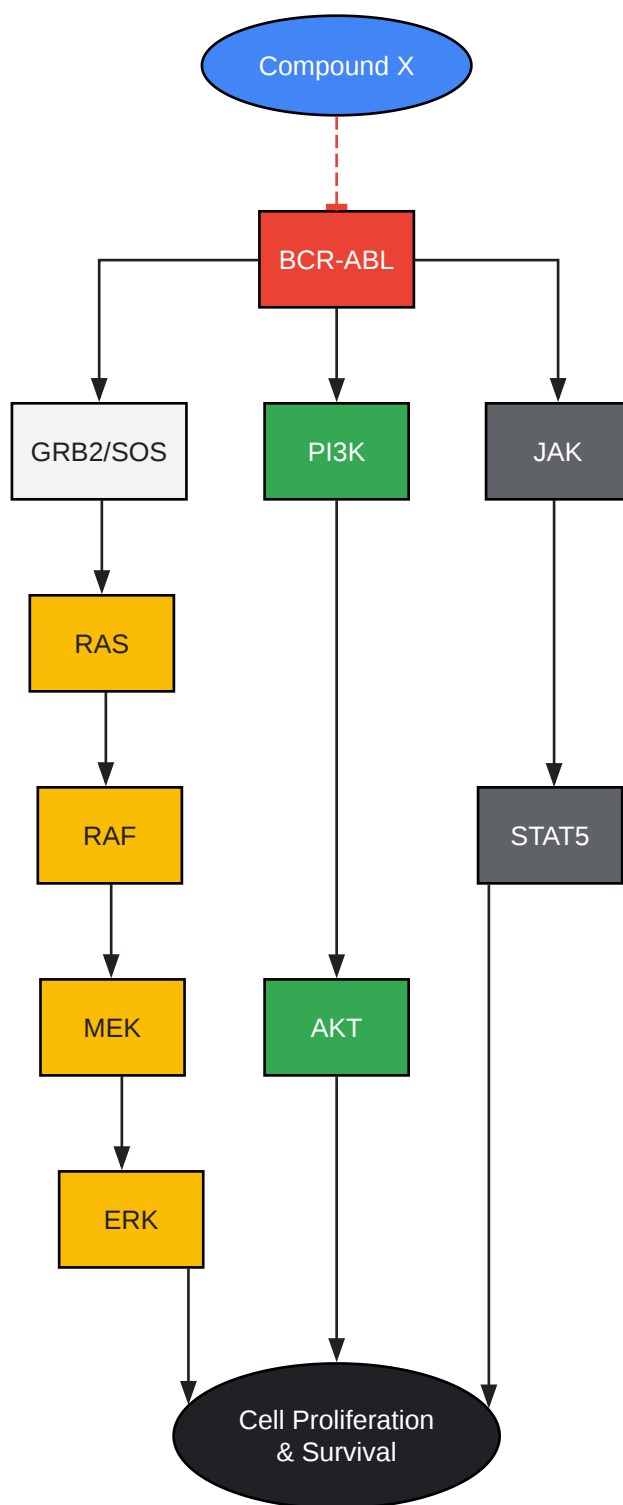 Compound X
BCR-ABL
GRB2/SOS
PI3K
JAK
RAS
RAF
STAT5
MEK
AKT
ERK
Cell Proliferation
& Survival